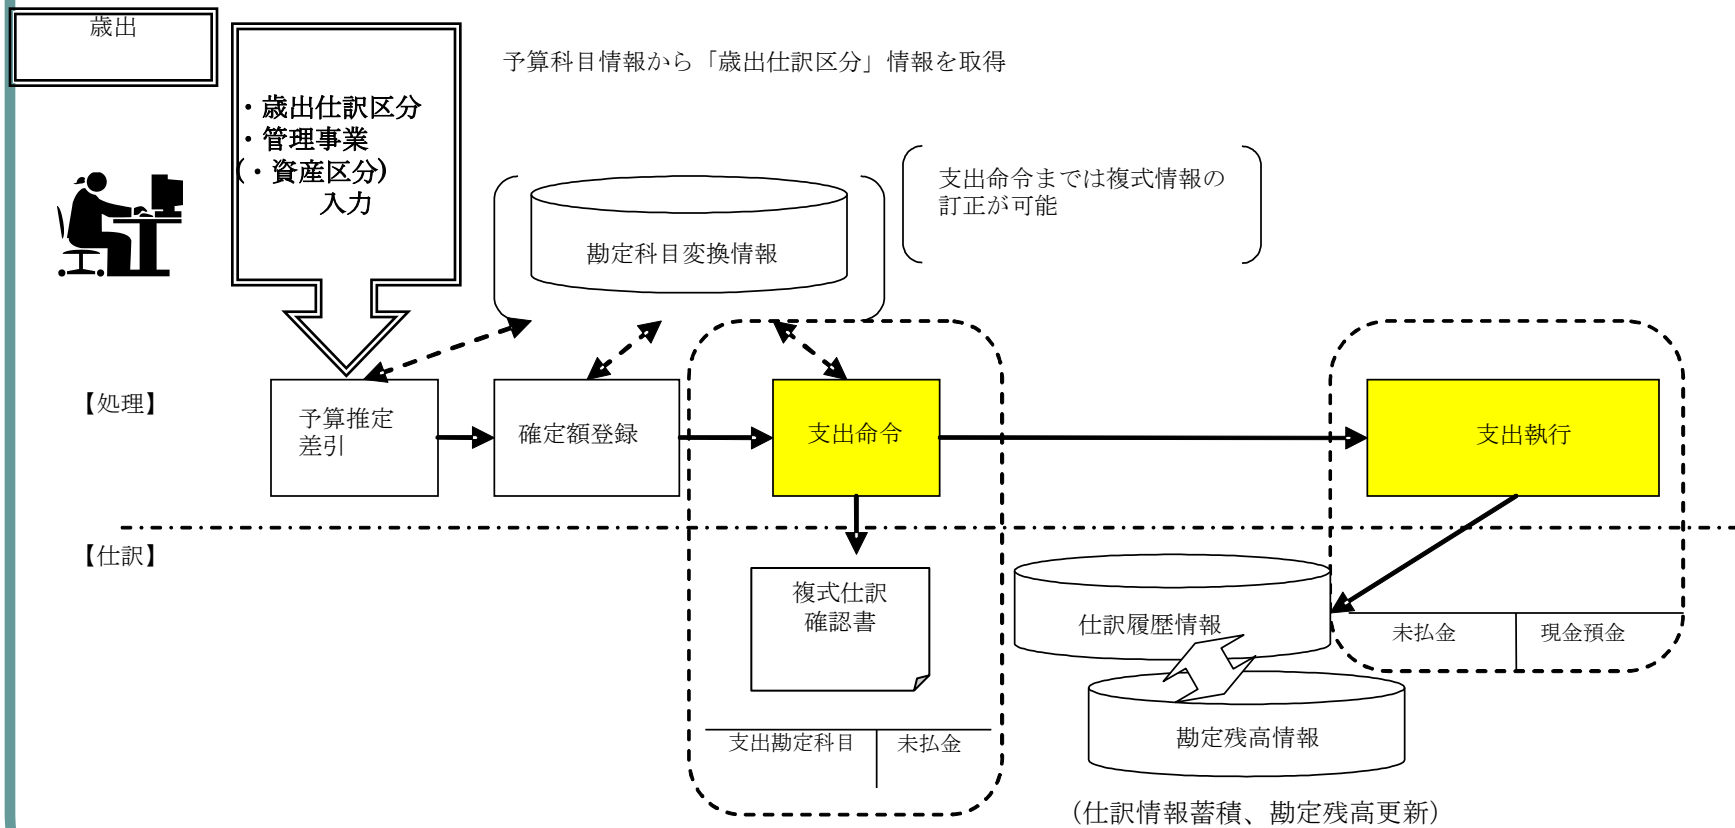 歳出
予算科目情報から「歳出仕訳区分」情報を取得
・歳出仕訳区分
・管理事業
(・資産区分)
入力
支出命令までは複式情報の
訂正が可能
勘定科目変換情報
【処理】
予算推定
差引
確定額登録
支出命令
支出執行
【仕訳】
複式仕訳
確認書
仕訳履歴情報
未払金 現金預金
支出勘定科目 未払金
勘定残高情報
(仕訳情報蓄積、勘定残高更新)